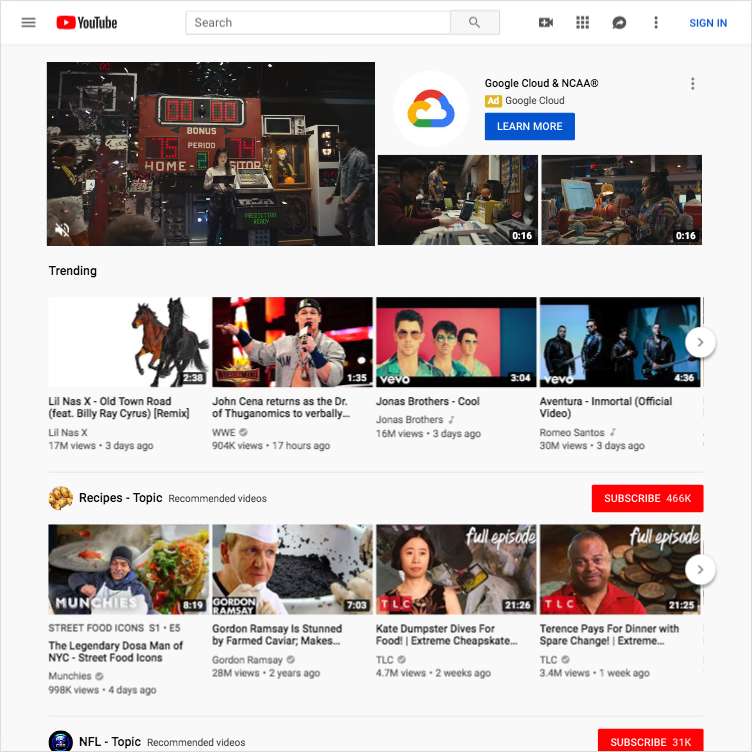 YouTube
Search
SIGN IN
00:00
BONUS
PERIOD
HOME
PREDICTION
READY
Google Cloud & NCAA®
Ad Google Cloud
LEARN MORE
0:16
0:16
Trending
2:38
1:35
vevo
3:04
vevo
4:36
Lil Nas X - Old Town Road
(feat. Billy Ray Cyrus) [Remix]
Lil Nas X
17M views • 3 days ago
John Cena returns as the Dr.
of Thuganomics to verbally...
WWE
904K views • 17 hours ago
Jonas Brothers - Cool
Jonas Brothers
16M views • 3 days ago
Aventura - Inmortal (Official
Video)
Romeo Santos
30M views • 3 days ago
Recipes - Topic Recommended videos
SUBSCRIBE 466K
MUNCHIES
8:19
GORDON
RAMSAY
7:03
full episode
TLC
21:26
full episode
TLC
21:25
STREET FOOD ICONS S1 • E5
The Legendary Dosa Man of
NYC - Street Food Icons
Munchies
998K views • 4 days ago
Gordon Ramsay Is Stunned
by Farmed Caviar; Makes...
Gordon Ramsay
28M views • 2 years ago
Kate Dumpster Dives For
Food! | Extreme Cheapskate...
TLC
4.7M views • 2 weeks ago
Terence Pays For Dinner with
Spare Change! | Extreme...
TLC
3.4M views • 1 week ago
NFL - Topic Recommended videos
SUBSCRIBE 31K